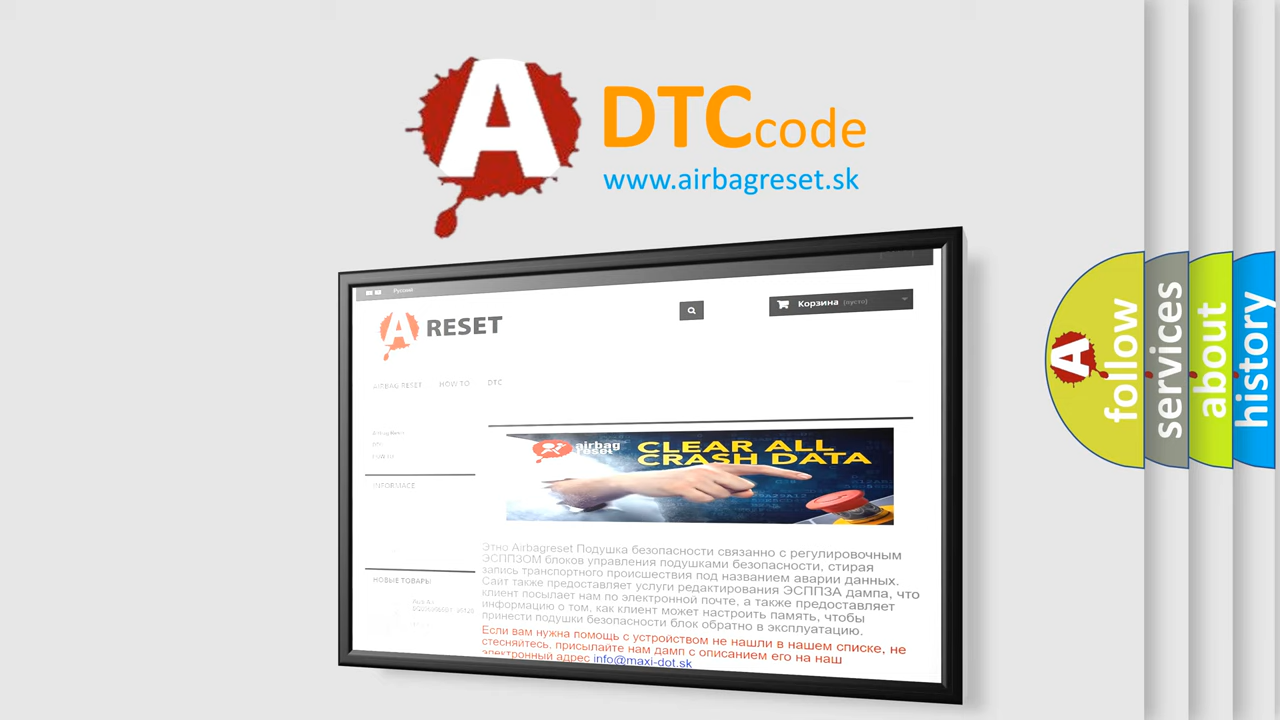 A
DTC code
www.airbagreset.sk
Русский
Корзина (пусто)
A RESET
AIRBAG RESET HOW TO DTC
INFORMACE
НОВЫЕ ТОВАРЫ
airbag
reset
CLEAR ALL
CRASH DATA
Этно Airbagreset Подушка безопасности связанно с регулировочным
ЭСППЗОМ блоков управления подушками безопасности, стирая
запись транспортного происшествия под названием аварии данных.
Сайт также предоставляет услуги редактирования ЭСППЗА дампа, что
клиент посылает нам по электронной почте, а также предоставляет
информацию о том, как клиент может настроить память, чтобы
принести подушки безопасности блок обратно в эксплуатацию.
Если вам нужна помощь с устройством не нашли в нашем списке, не
стесняйтесь, присылайте нам дамп с описанием его на наш
электронный адрес info@maxi-dot.sk
A
follow
services
about
history